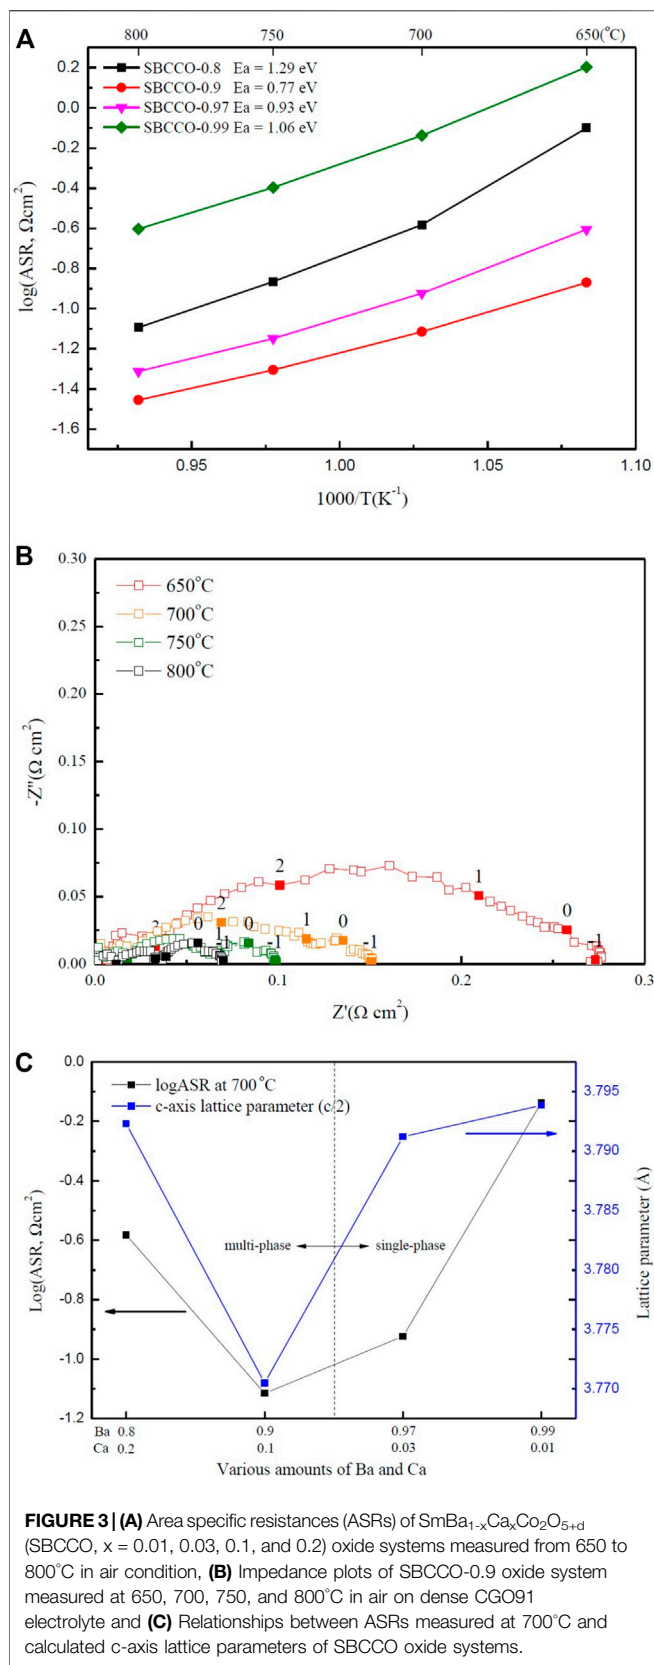 A
800 750 700 650(°C)
SBCCO-0.8 Ea = 1.29 eV
SBCCO-0.9 Ea = 0.77 eV
SBCCO-0.97 Ea = 0.93 eV
SBCCO-0.99 Ea = 1.06 eV
0.2
0.0
-0.2
-0.4
-0.6
-0.8
-1.0
-1.2
-1.4
-1.6
log(ASR, Ωcm²)
0.95 1.00 1.05 1.10
1000/T(K⁻¹)
B
0.30
0.25
0.20
0.15
0.10
0.05
0.00
-Z''(Ω cm²)
650°C
700°C
750°C
800°C
2
1
0
-1
3
2
1
0
-1
0
-1
0
-1
0.0 0.1 0.2 0.3
Z'(Ω cm²)
C
logASR at 700°C
c-axis lattice parameter (c/2)
multi-phase single-phase
0.0
-0.2
-0.4
-0.6
-0.8
-1.0
-1.2
Log(ASR, Ωcm²)
3.795
3.790
3.785
3.780
3.775
3.770
Lattice parameter (Å)
Ba 0.8 0.9 0.97 0.99
Ca 0.2 0.1 0.03 0.01
Various amounts of Ba and Ca
FIGURE 3 | (A) Area specific resistances (ASRs) of SmBa₁₋ₓCaₓCo₂O₅₊d
(SBCCO, x = 0.01, 0.03, 0.1, and 0.2) oxide systems measured from 650 to
800°C in air condition, (B) Impedance plots of SBCCO-0.9 oxide system
measured at 650, 700, 750, and 800°C in air on dense CGO91
electrolyte and (C) Relationships between ASRs measured at 700°C and
calculated c-axis lattice parameters of SBCCO oxide systems.